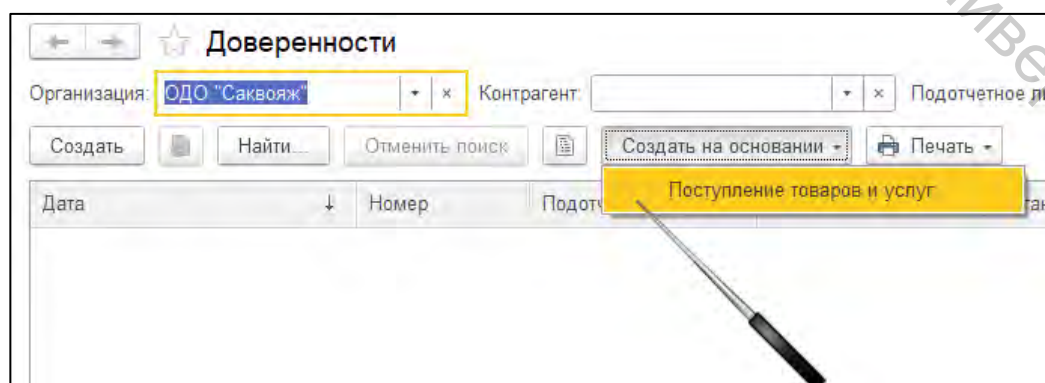 Доверенности
Организация: ОДО "Саквояж" Контрагент: Подотчетное
Создать Найти... Отменить поиск Создать на основании Печать
Поступление товаров и услуг
Дата Номер